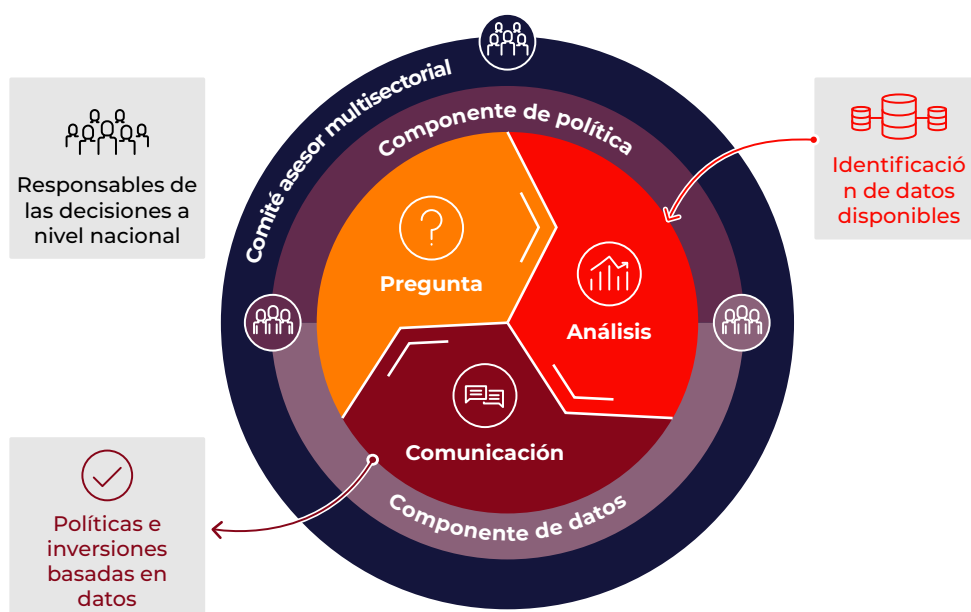 Comité asesor multisectorial
Componente de política
Responsables de
las decisiones a
nivel nacional
Identificació
n de datos
disponibles
Pregunta
Análisis
Comunicación
Componente de datos
Políticas e
inversiones
basadas en
datos